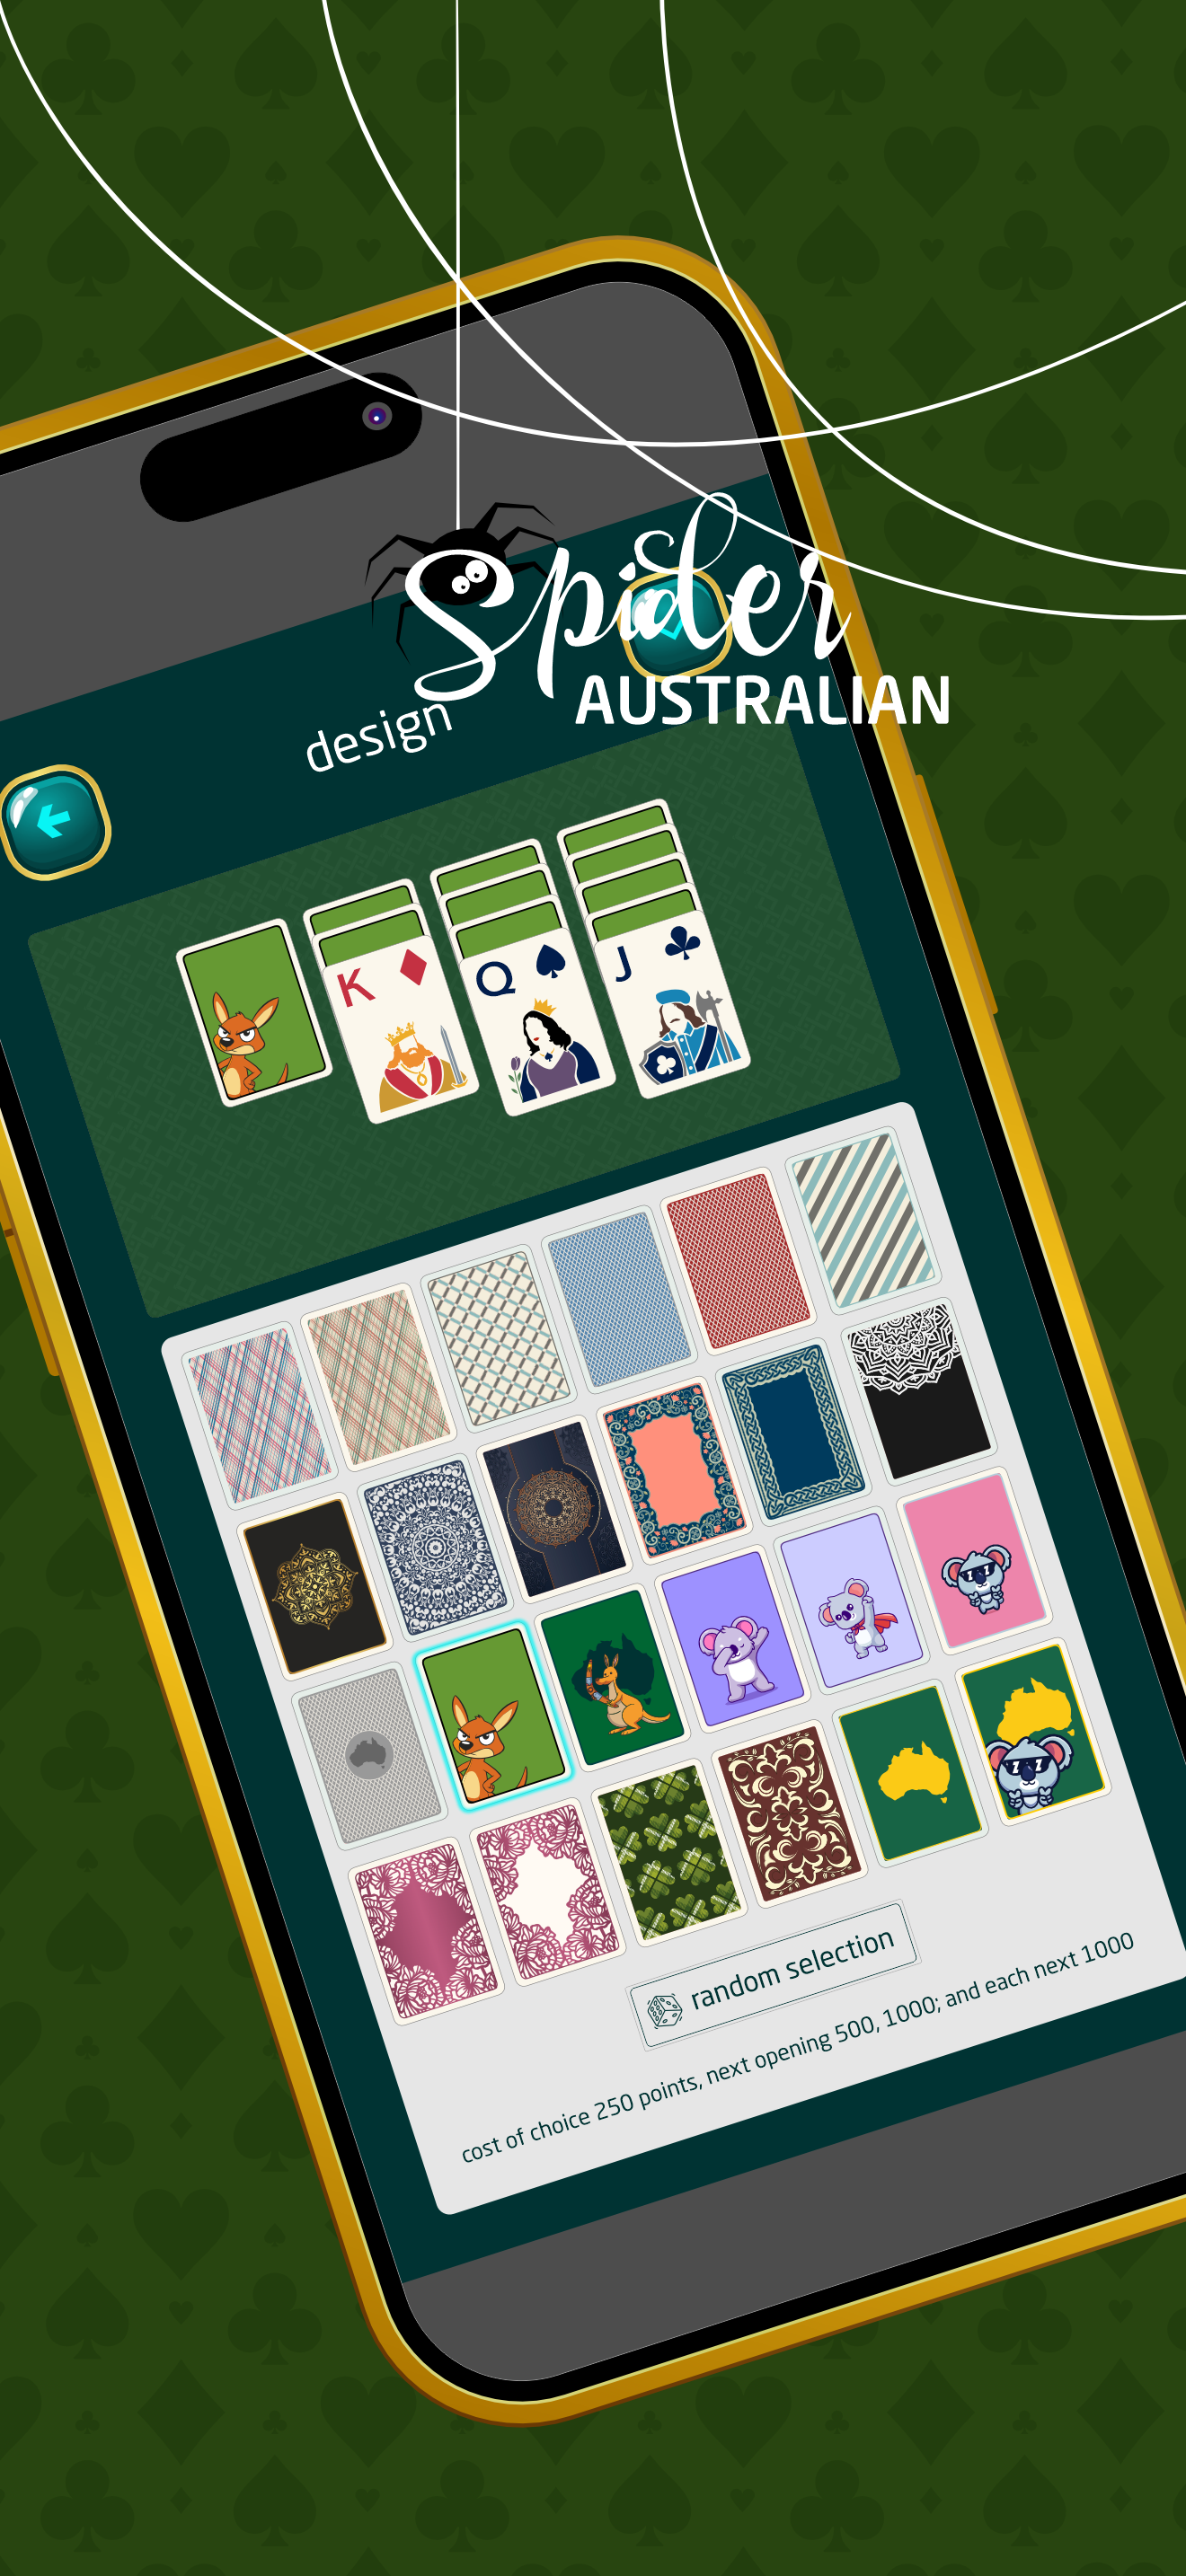 Spider
AUSTRALIAN
design
K
Q
J
random selection
cost of choice 250 points, next opening 500, 1000; and each next 1000